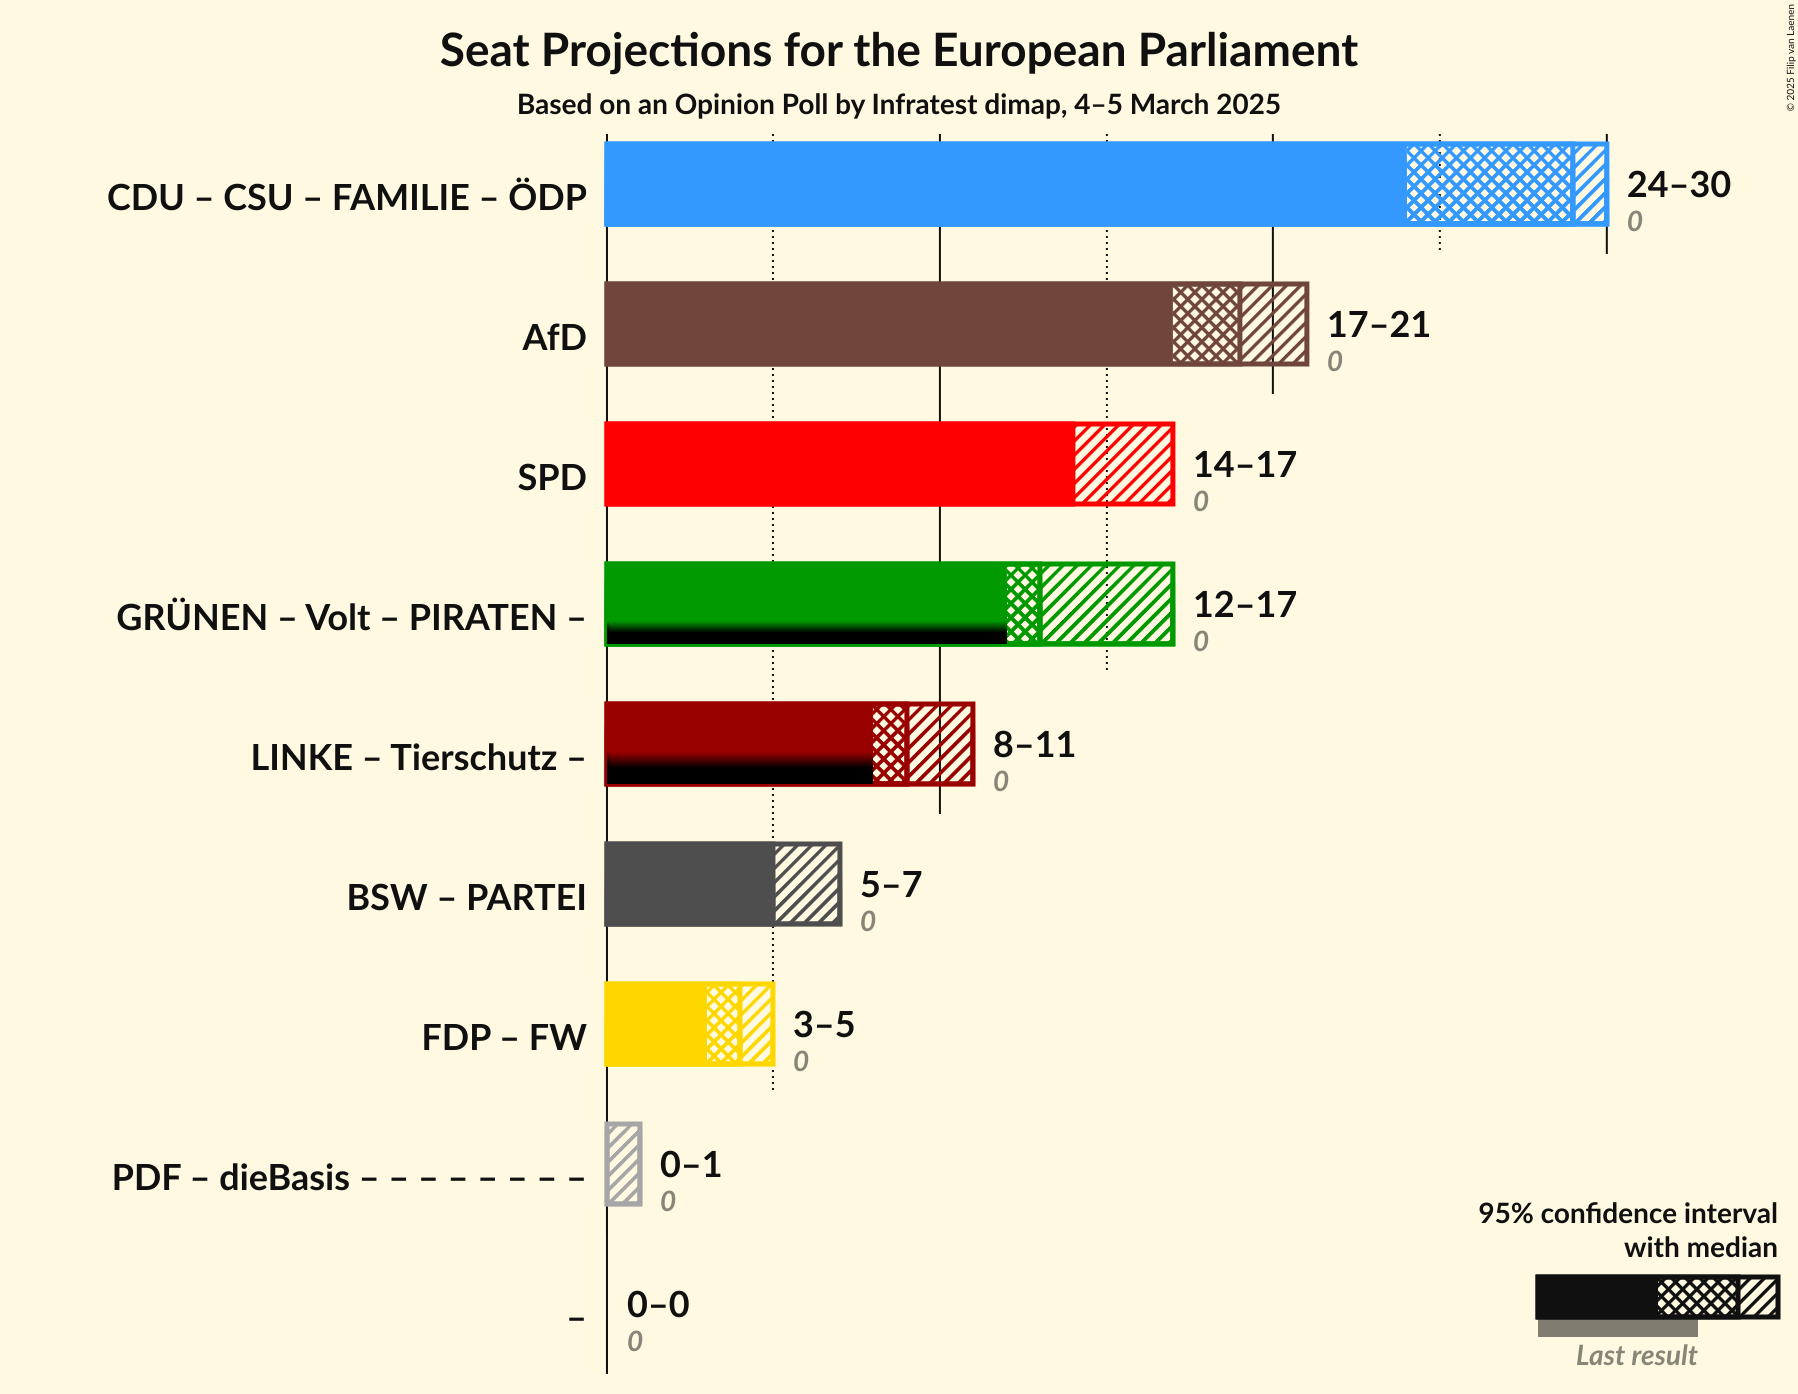 Seat Projections for the European Parliament
Based on an Opinion Poll by Infratest dimap, 4–5 March 2025
© 2025 Filip van Laenen
CDU – CSU – FAMILIE – ÖDP
24–30
0
AfD
17–21
0
SPD
14–17
0
GRÜNEN – Volt – PIRATEN –
12–17
0
LINKE – Tierschutz –
8–11
0
BSW – PARTEI
5–7
0
FDP – FW
3–5
0
PDF – dieBasis – – – – – – – –
0–1
0
–
0–0
0
95% confidence interval
with median
Last result